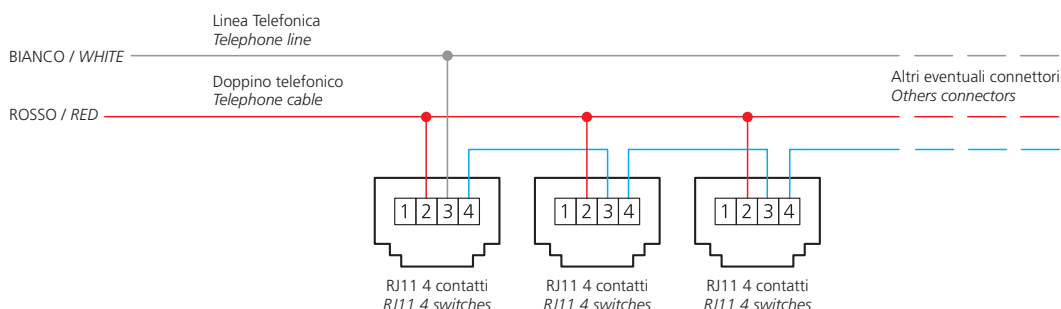 Linea Telefonica
Telephone line
BIANCO / WHITE
Doppino telefonico
Telephone cable
Altri eventuali connettori
Others connectors
ROSSO / RED
1 2 3 4
1 2 3 4
1 2 3 4
RJ11 4 contatti
RJ11 4 switches
RJ11 4 contatti
RJ11 4 switches
RJ11 4 contatti
RJ11 4 switches